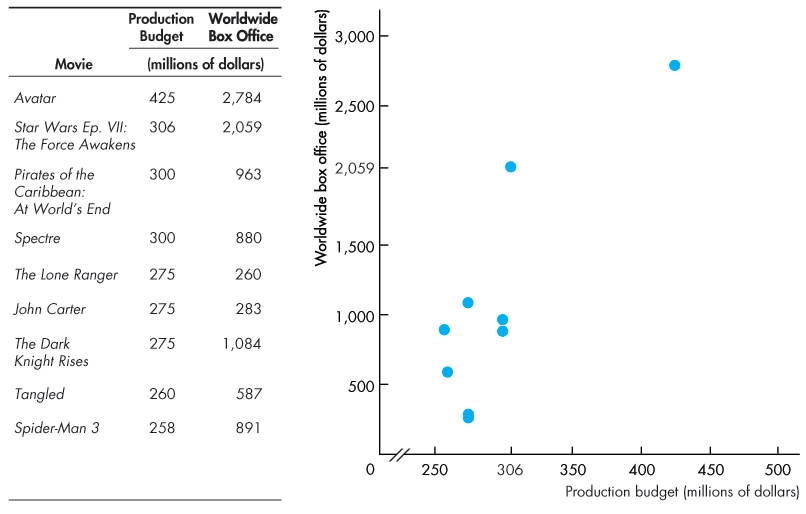 Production Budget
Worldwide Box Office
Movie
(millions of dollars)
Avatar 425 2,784
Star Wars Ep. VII: 306 2,059
The Force Awakens
Pirates of the 300 963
Caribbean:
At World's End
Spectre 300 880
The Lone Ranger 275 260
John Carter 275 283
The Dark 275 1,084
Knight Rises
Tangled 260 587
Spider-Man 3 258 891
Worldwide box office (millions of dollars)
3,000
2,500
2,059
1,500
1,000
500
0 250 306 350 400 450 500
Production budget (millions of dollars)